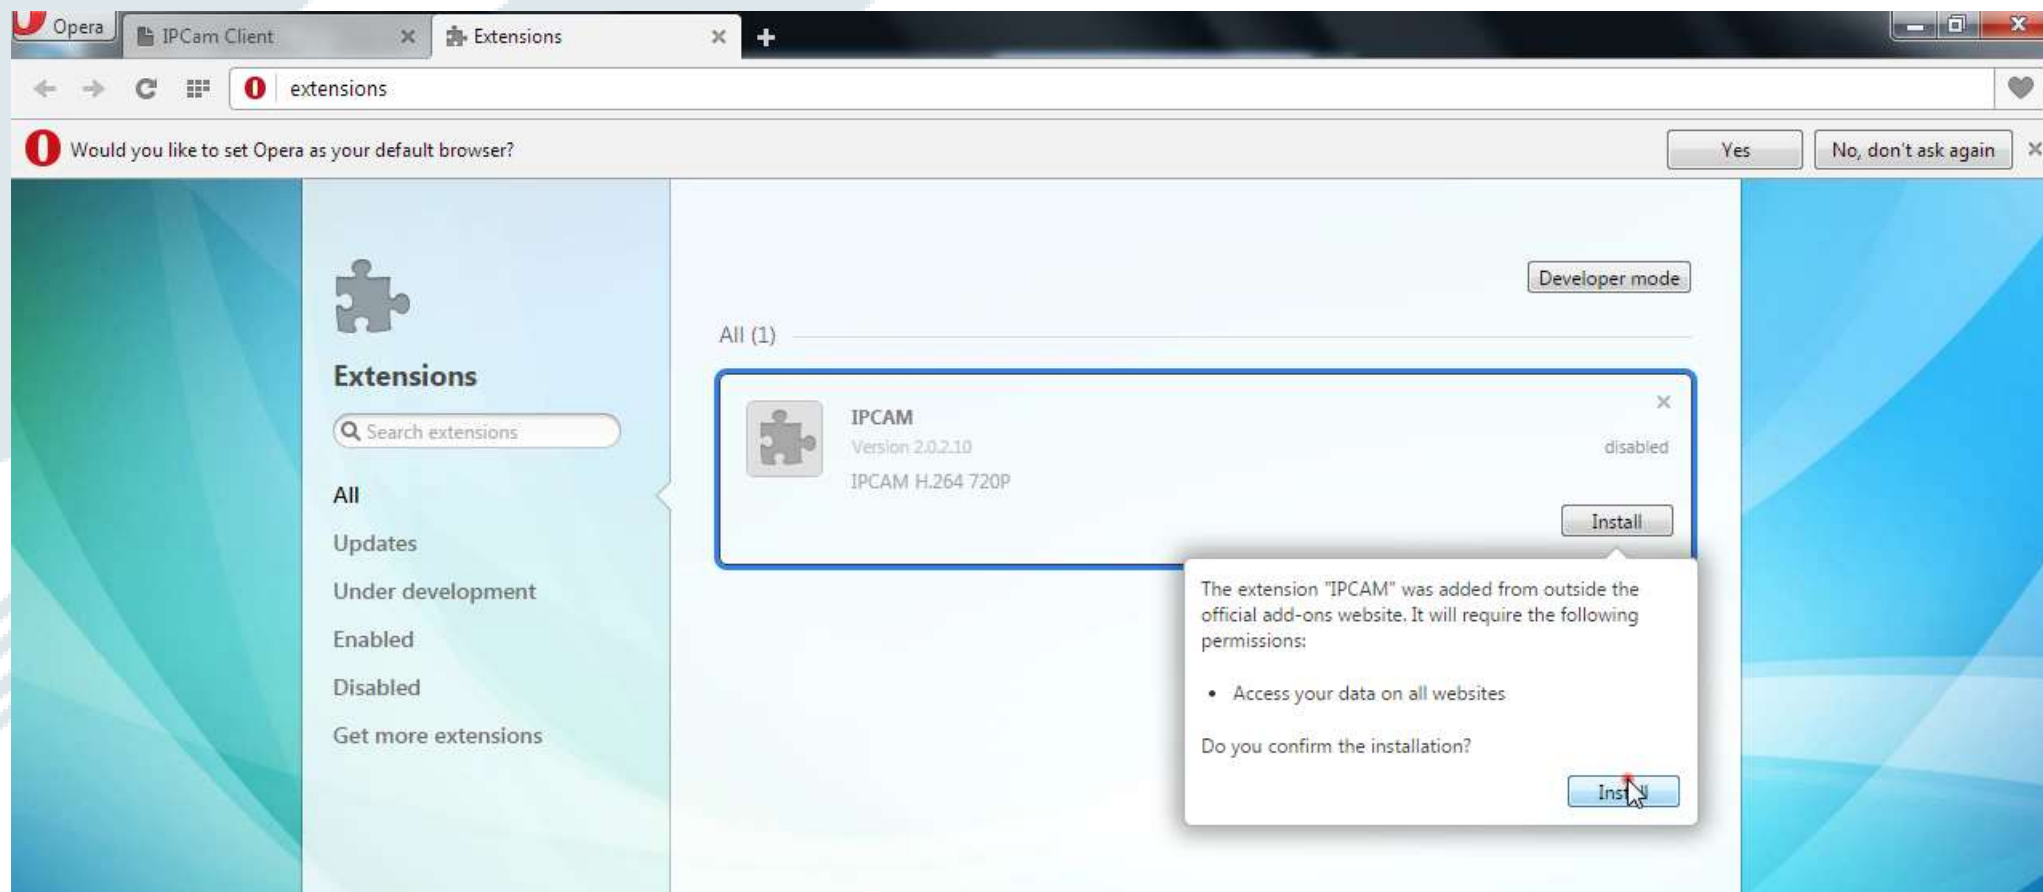 Opera
IPCam Client
Extensions
extensions
Would you like to set Opera as your default browser?
Yes
No, don't ask again
Developer mode
Extensions
Search extensions
All
Updates
Under development
Enabled
Disabled
Get more extensions
All (1)
IPCAM
Version 2.0.2.10
disabled
IPCAM H.264 720P
Install
The extension "IPCAM" was added from outside the
official add-ons website. It will require the following
permissions:
• Access your data on all websites
Do you confirm the installation?
Install